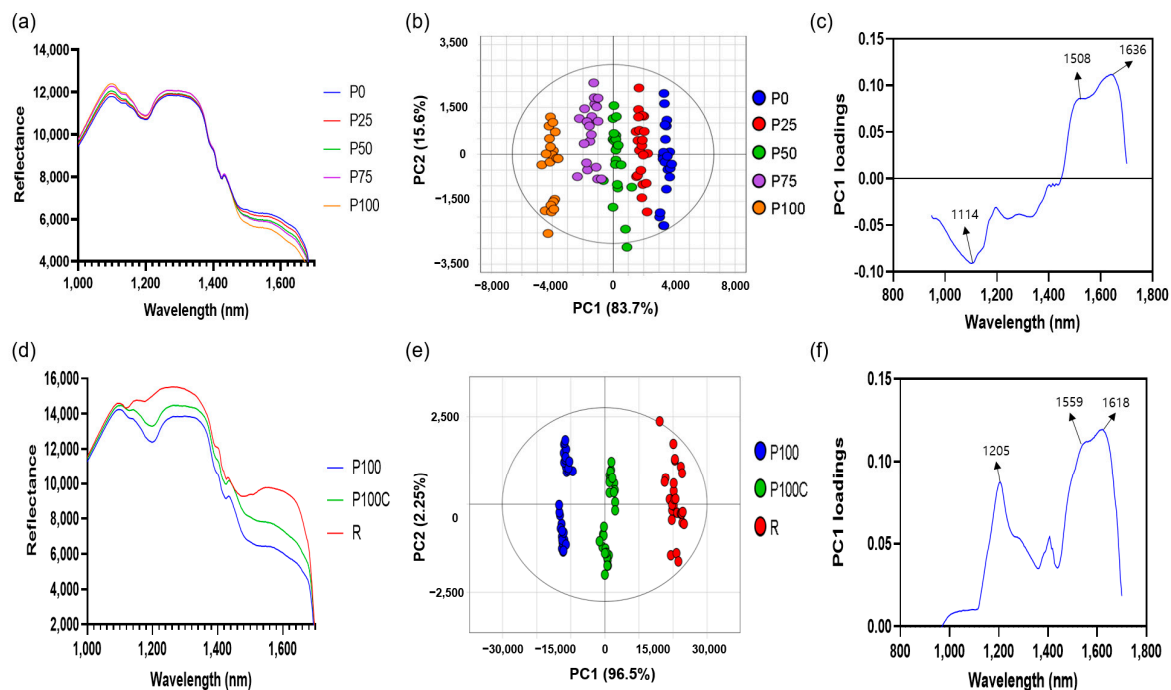 (a)
14,000
12,000
10,000
8,000
6,000
4,000
Reflectance
1,000 1,200 1,400 1,600
Wavelength (nm)
P0
P25
P50
P75
P100
(b)
3,500
1,500
0
−1,500
−3,500
PC2 (15.6%)
−8,000 −4,000 0 4,000 8,000
PC1 (83.7%)
P0
P25
P50
P75
P100
(c)
0.15
0.10
0.05
0.00
-0.05
-0.10
PC1 loadings
1508
1636
1114
800 1,000 1,200 1,400 1,600 1,800
Wavelength (nm)
(d)
16,000
14,000
12,000
10,000
8,000
6,000
4,000
2,000
Reflectance
1,000 1,200 1,400 1,600
Wavelength (nm)
P100
P100C
R
(e)
2,500
0
−2,500
PC2 (2.25%)
−30,000 −15,000 0 15,000 30,000
PC1 (96.5%)
P100
P100C
R
(f)
0.15
0.10
0.05
0.00
PC1 loadings
1205
1559
1618
800 1,000 1,200 1,400 1,600 1,800
Wavelength (nm)